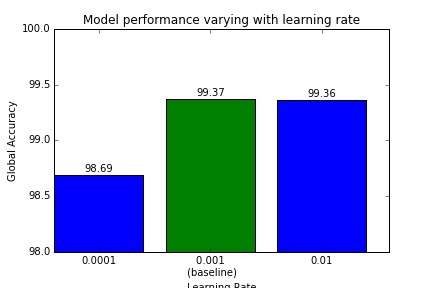 Model performance varying with learning rate
100.0
99.5
99.0
98.5
98.0
Global Accuracy
98.69
99.37
99.36
0.0001
0.001
0.01
(baseline)
Learning Rate